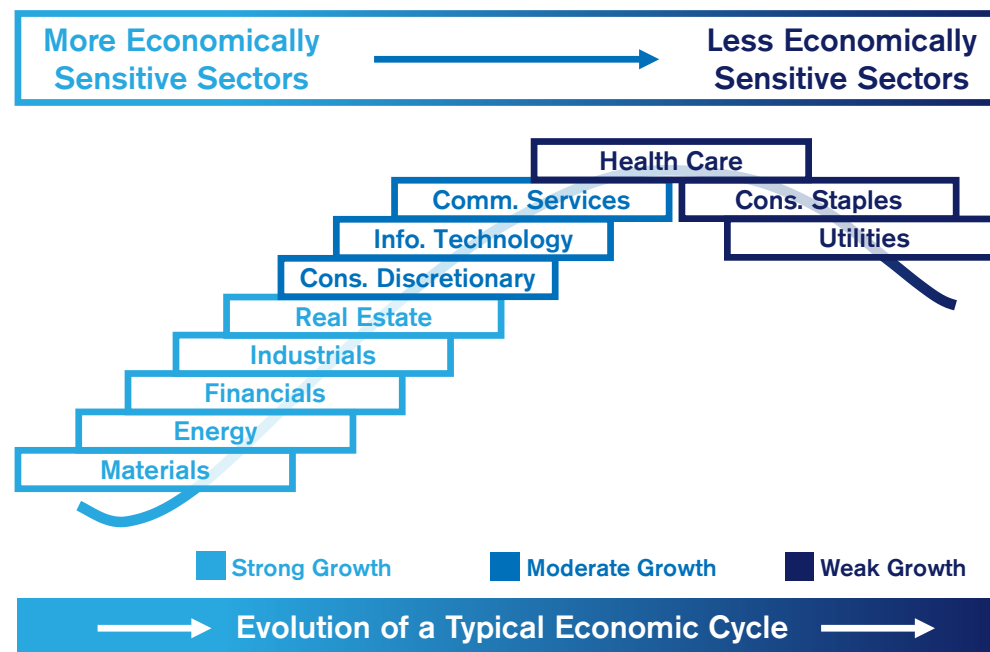 More Economically
Sensitive Sectors
Less Economically
Sensitive Sectors
Health Care
Comm. Services
Cons. Staples
Info. Technology
Utilities
Cons. Discretionary
Real Estate
Industrials
Financials
Energy
Materials
Strong Growth
Moderate Growth
Weak Growth
Evolution of a Typical Economic Cycle